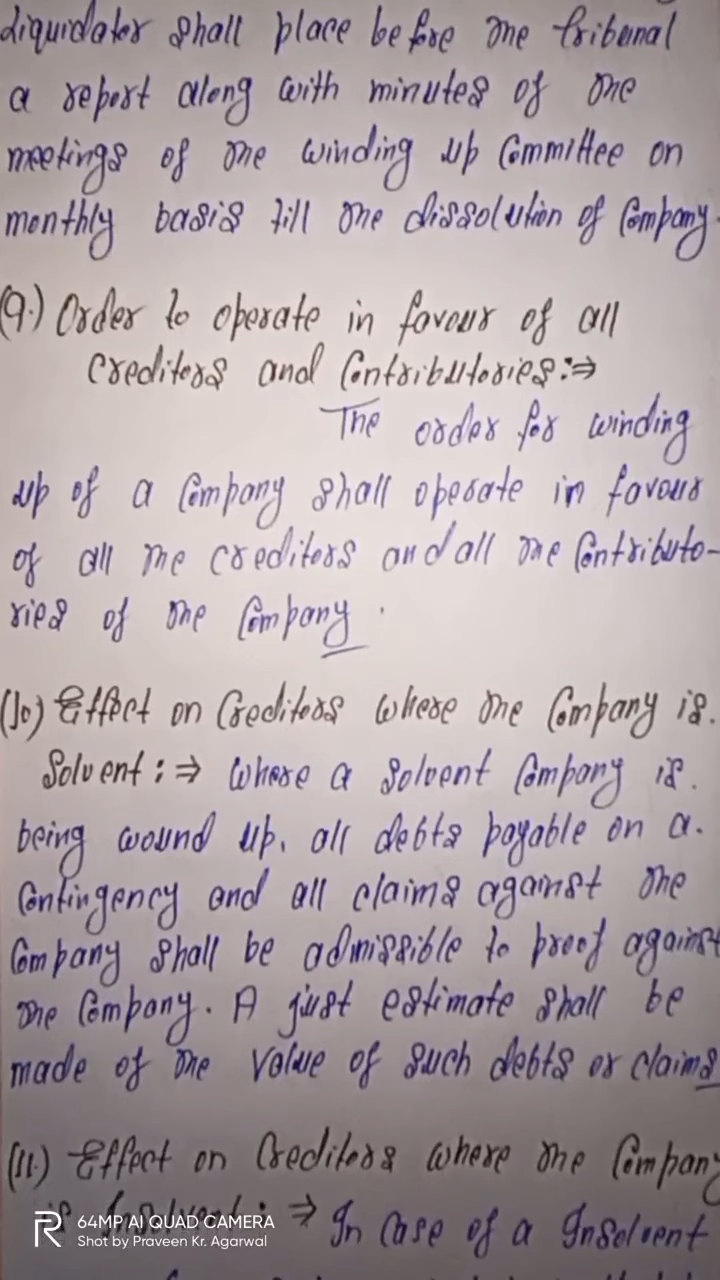 Liquidator shall place before the tribunal
a report along with minutes of the
meetings of the winding up Committee on
monthly basis till the dissolution of Company.
(9.) Order to operate in favour of all
Creditors and Contributories :⇒
The order for winding
up of a Company shall operate in favour
of all the creditors and all the Contributo-
ries of the Company.
(10) Effect on Creditors where the Company is.
Solvent : ⇒ Where a Solvent Company is.
being wound up, all debts payable on a.
Contingency and all claims against the
Company shall be admissible to proof against
the Company. A just estimate shall be
made of the value of such debts or claims
(11.) Effect on Creditors where the Company
is Insolvent : ⇒ In Case of a Insolvent
64MP AI QUAD CAMERA
Shot by Praveen Kr. Agarwal